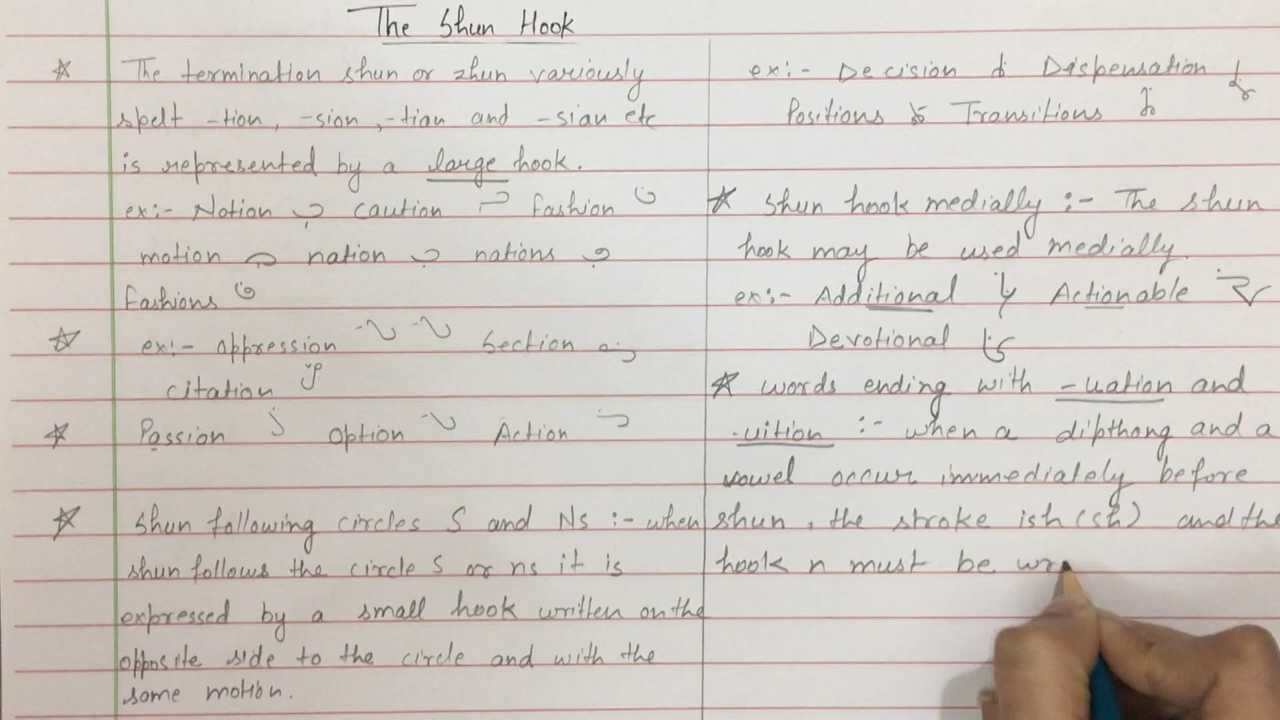 The Shun Hook
☆ The termination shun or zhun variously
spelt -tion, -sion, -tian and -sian etc
is represented by a large hook.
ex:- Notion caution fashion
motion nation nations
fashions
☆ ex:- oppression Section
citation
☆ Passion option Action
☆ Shun following circles S and Ns :- when
shun follows the circle S or ns it is
expressed by a small hook written on the
opposite side to the circle and with the
same motion.
ex:- Decision Dispensation
Positions Transitions
☆ Shun hook medially :- The shun
hook may be used medially.
ex:- Additional Actionable
Devotional
☆ words ending with -uation and
-uition :- when a dipthong and a
vowel occur immediately before
shun, the stroke ish (sh) and the
hook n must be wr